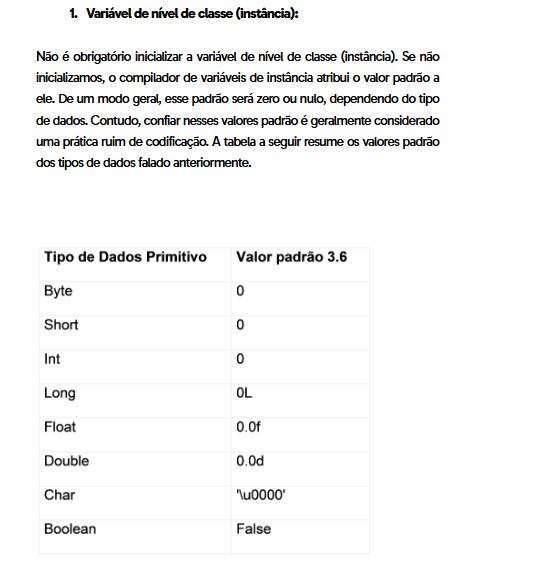 1. Variável de nível de classe (instância):
Não é obrigatório inicializar a variável de nível de classe (instância). Se não
inicializamos, o compilador de variáveis de instância atribui o valor padrão a
ele. De um modo geral, esse padrão será zero ou nulo, dependendo do tipo
de dados. Contudo, confiar nesses valores padrão é geralmente considerado
uma prática ruim de codificação. A tabela a seguir resume os valores padrão
dos tipos de dados falado anteriormente.
Tipo de Dados Primitivo Valor padrão 3.6
Byte 0
Short 0
Int 0
Long 0L
Float 0.0f
Double 0.0d
Char '\u0000'
Boolean False